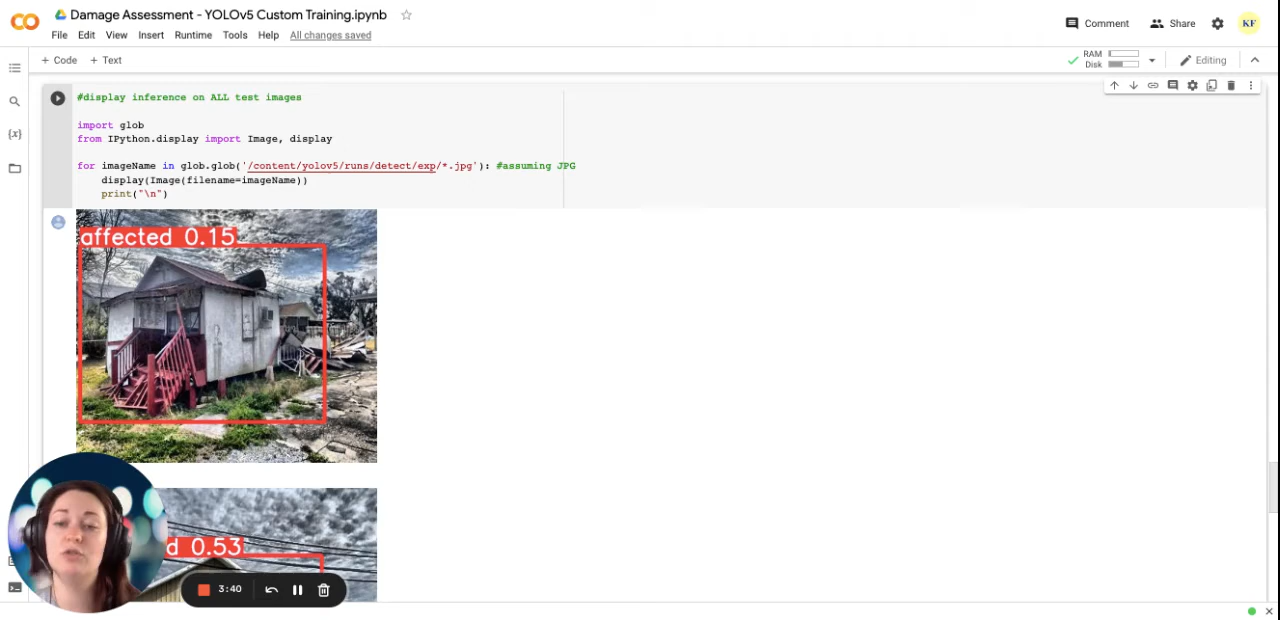 Damage Assessment - YOLOv5 Custom Training.ipynb
Comment
Share
KF
File Edit View Insert Runtime Tools Help All changes saved
+ Code + Text
RAM
Disk
Editing
#display inference on ALL test images
import glob
from IPython.display import Image, display
for imageName in glob.glob('/content/yolov5/runs/detect/exp/*.jpg'): #assuming JPG
display(Image(filename=imageName))
print("\n")
{x}
affected 0.15
d 0.53
3:40